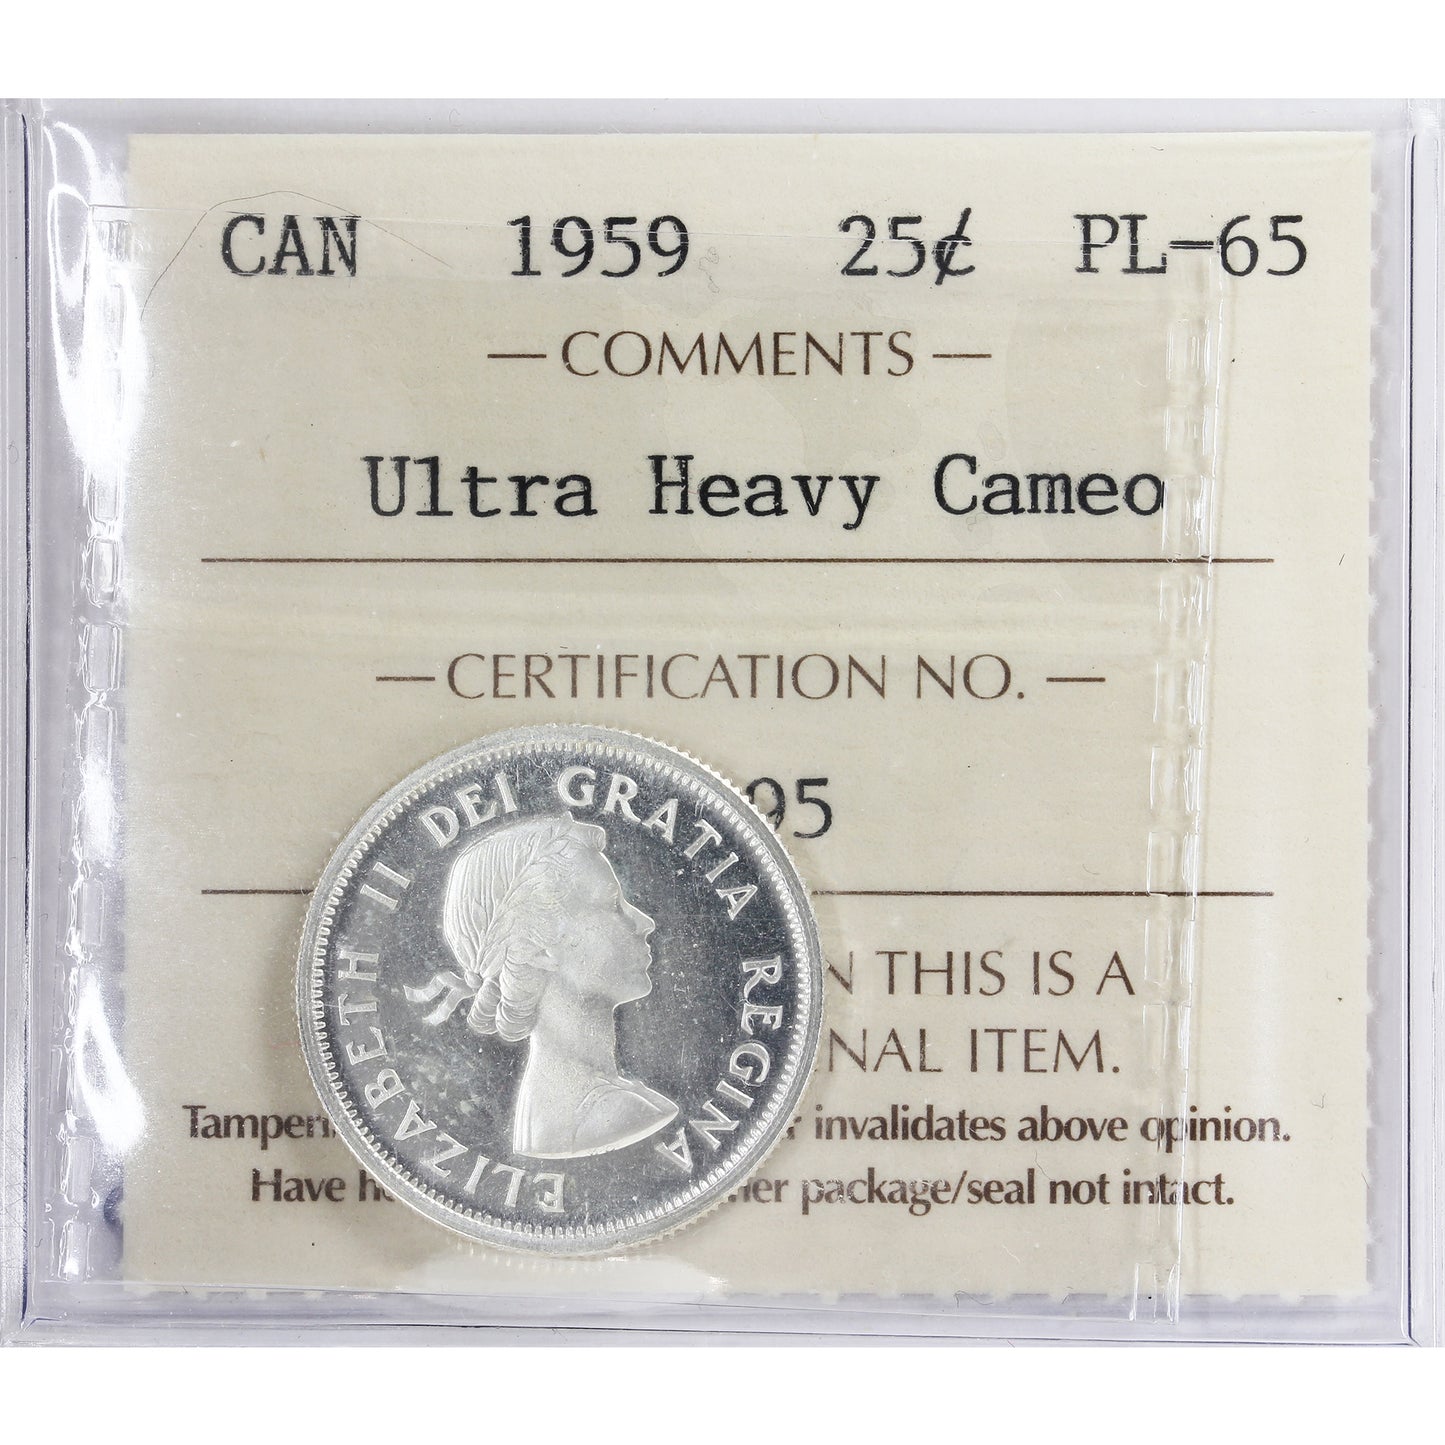 CAN 1959 25¢ PL-65
— COMMENTS —
Ultra Heavy Cameo
— CERTIFICATION NO. —
95
THIS IS A
ITEM.
invalidates above opinion.
Have package/seal not intact.
ELIZABETH II DEI GRATIA REGINA